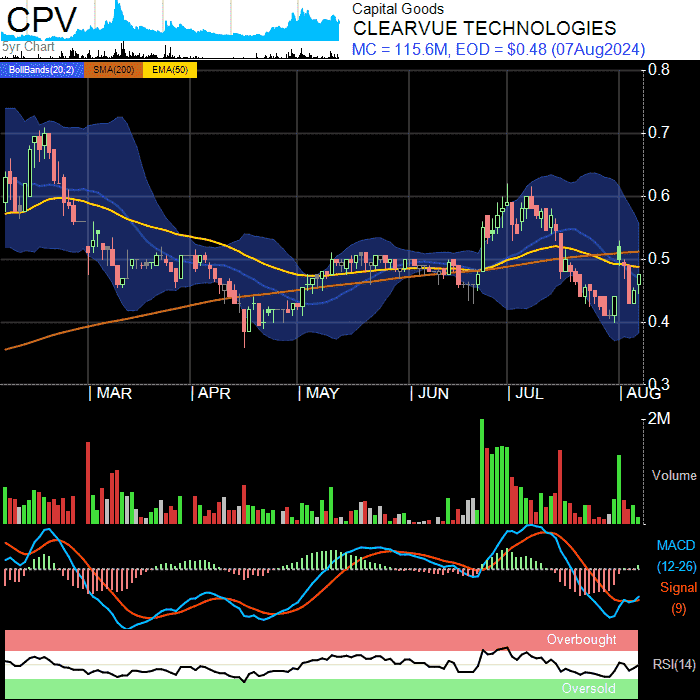 CPV
5yr Chart
Capital Goods
CLEARVUE TECHNOLOGIES
MC = 115.6M, EOD = $0.48 (07Aug2024)
BollBands(20,2) SMA(200) EMA(50)
0.8
0.7
0.6
0.5
0.4
0.3
MAR APR MAY JUN JUL AUG
2M
Volume
MACD
(12-26)
Signal
(9)
Overbought
RSI(14)
Oversold